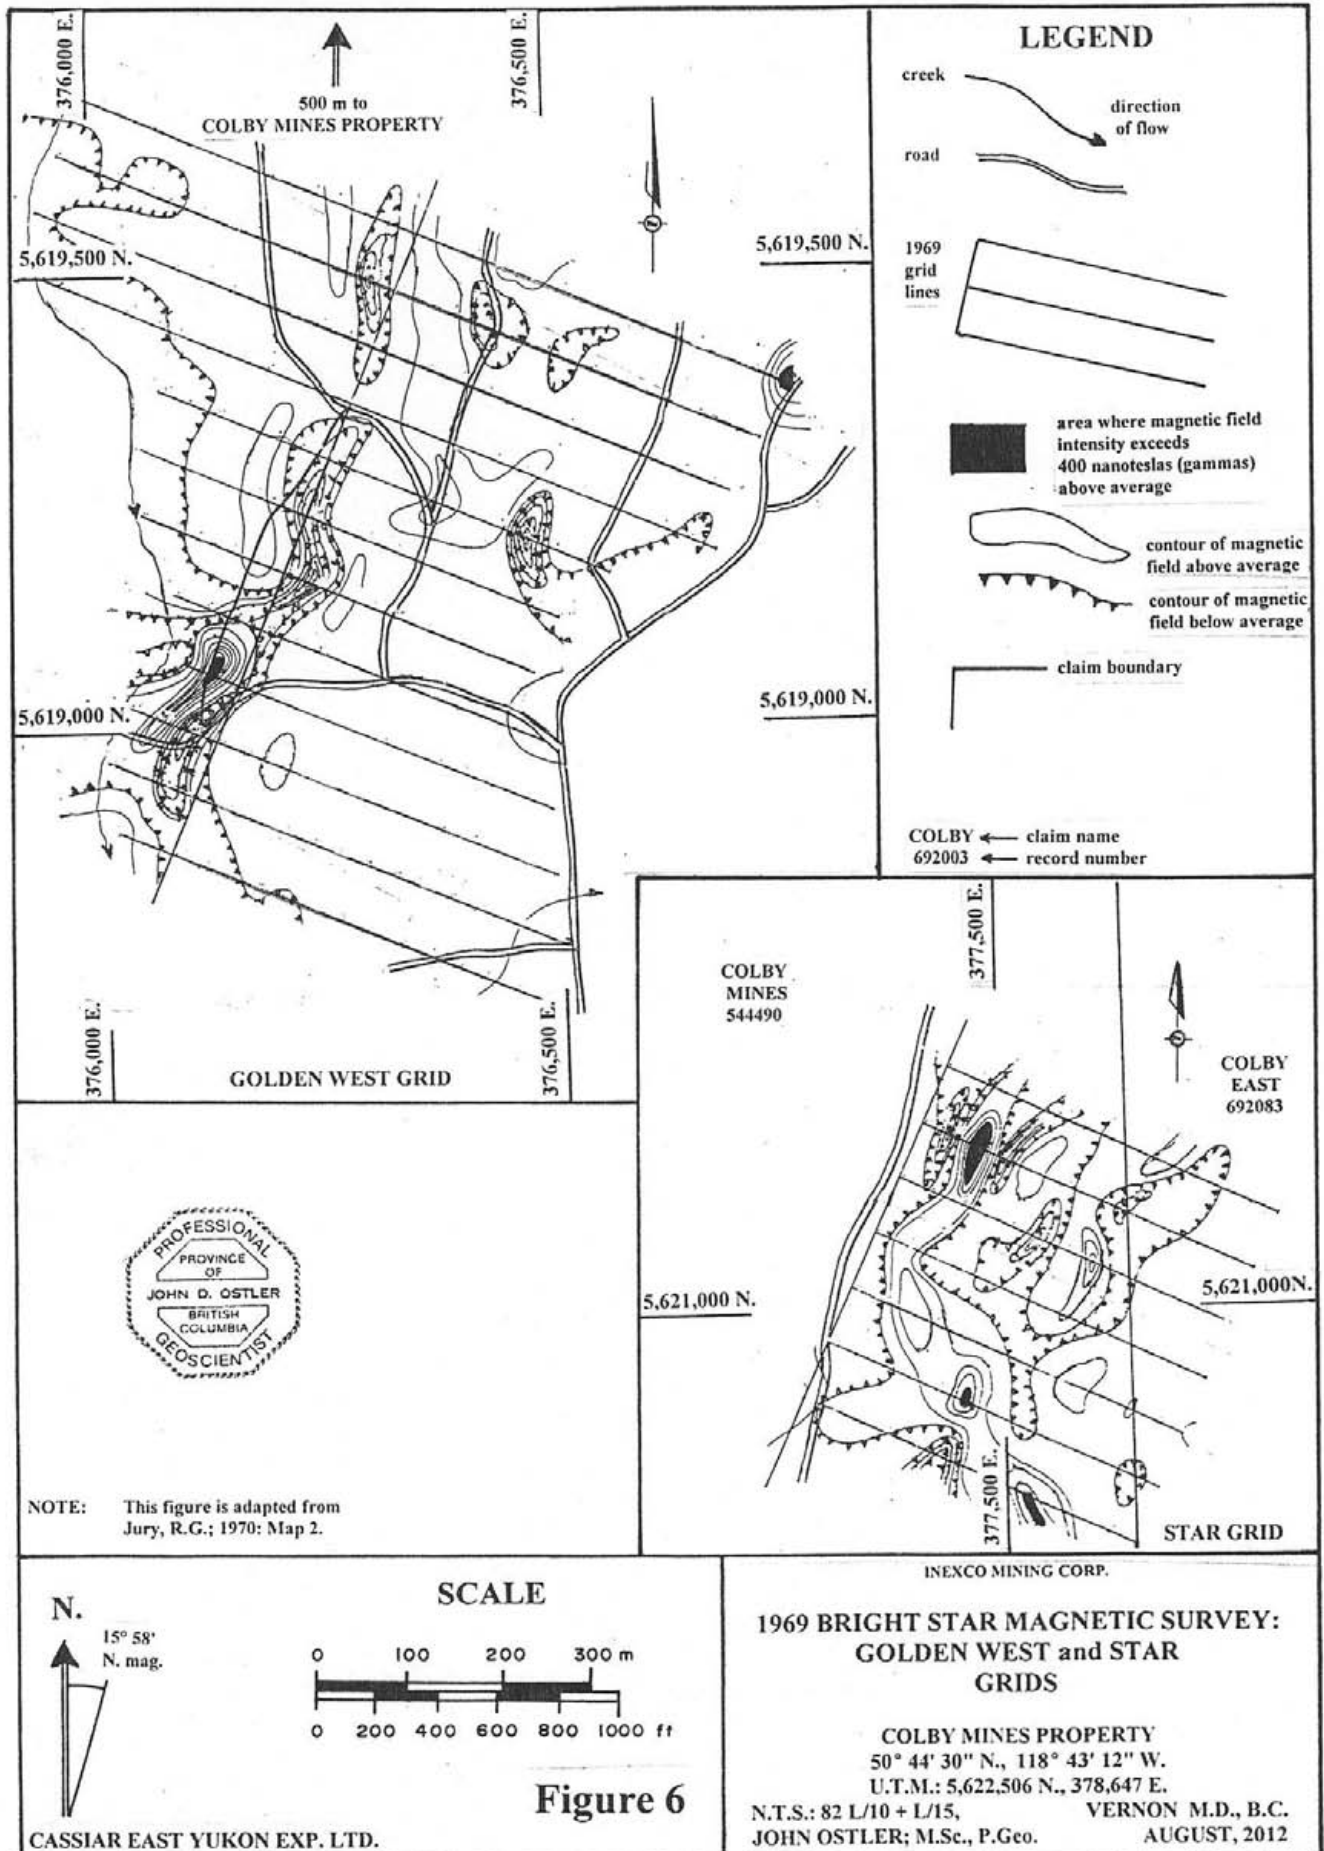 376,000 E.
376,500 E.
500 m to
COLBY MINES PROPERTY
5,619,500 N.
5,619,500 N.
5,619,000 N.
5,619,000 N.
376,000 E.
376,500 E.
GOLDEN WEST GRID
LEGEND
creek
direction
of flow
road
1969
grid
lines
area where magnetic field
intensity exceeds
400 nanoteslas (gammas)
above average
contour of magnetic
field above average
contour of magnetic
field below average
claim boundary
COLBY ← claim name
692003 ← record number
377,500 E.
COLBY
MINES
544490
COLBY
EAST
692083
5,621,000 N.
5,621,000N.
377,500 E.
STAR GRID
PROFESSIONAL
PROVINCE
OF
JOHN D. OSTLER
BRITISH
COLUMBIA
GEOSCIENTIST
NOTE: This figure is adapted from
Jury, R.G.; 1970: Map 2.
N.
15° 58'
N. mag.
SCALE
0 100 200 300 m
0 200 400 600 800 1000 ft
Figure 6
CASSIAR EAST YUKON EXP. LTD.
INEXCO MINING CORP.
1969 BRIGHT STAR MAGNETIC SURVEY:
GOLDEN WEST and STAR
GRIDS
COLBY MINES PROPERTY
50° 44' 30" N., 118° 43' 12" W.
U.T.M.: 5,622,506 N., 378,647 E.
N.T.S.: 82 L/10 + L/15, VERNON M.D., B.C.
JOHN OSTLER; M.Sc., P.Geo. AUGUST, 2012